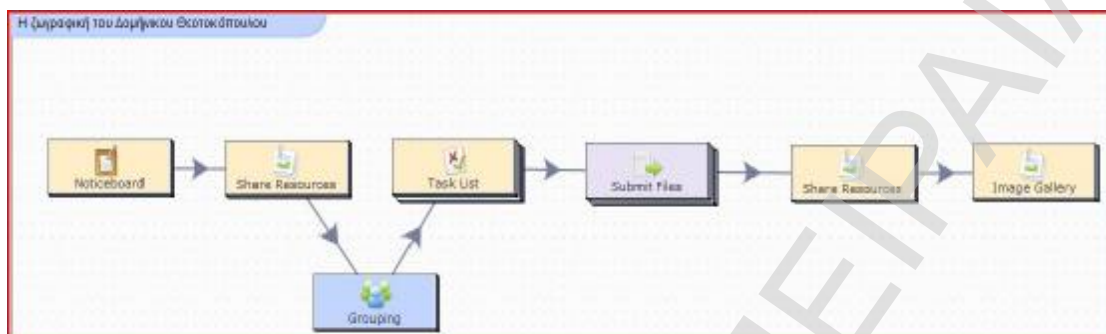 Η ζωγραφική του Δομήνικου Θεοτοκόπουλου
Noticeboard
Share Resources
Grouping
Task List
Submit Files
Share Resources
Image Gallery